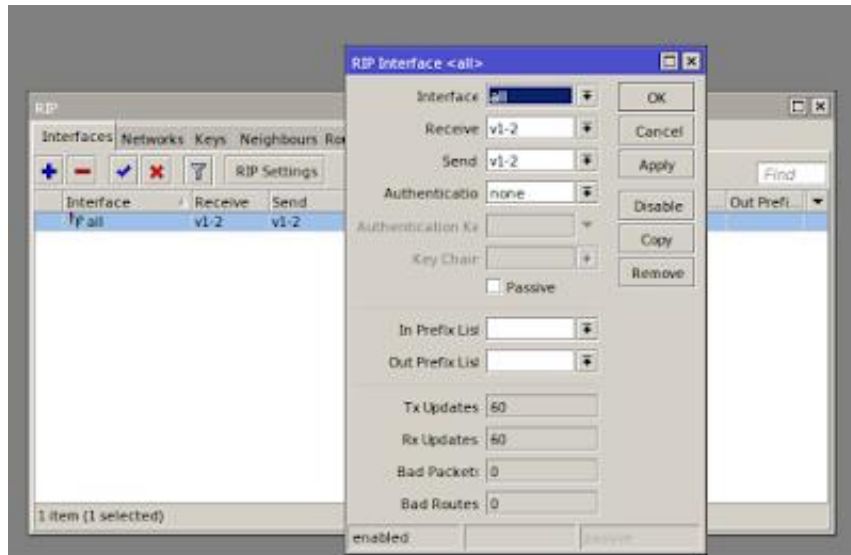 RIP
Interfaces Networks Keys Neighbours
RIP Settings
Find
Interface Receive Send Out Prefi...
all v1-2 v1-2
1 item (1 selected)
RIP Interface <all>
Interface all
Receive v1-2
Send v1-2
Authenticatio none
Authentication Ke
Key Chain
Passive
In Prefix List
Out Prefix List
Tx Updates 60
Rx Updates 60
Bad Packets 0
Bad Routes 0
OK
Cancel
Apply
Disable
Copy
Remove
enabled passive